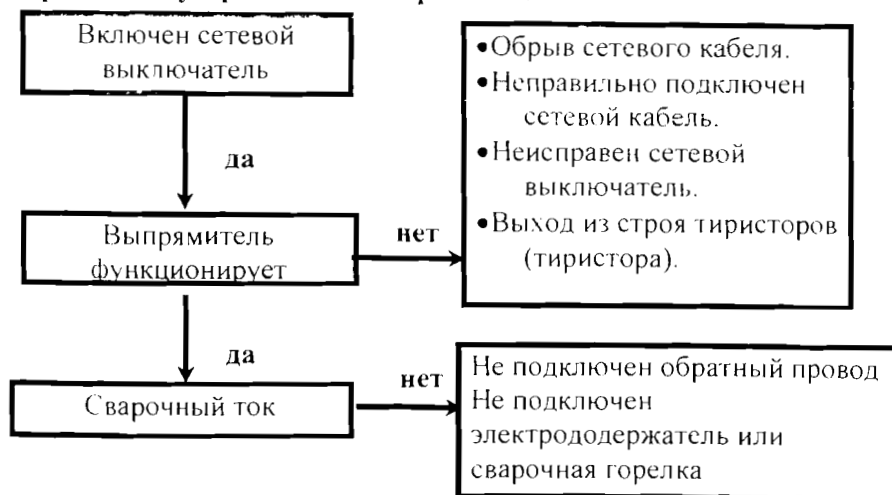 Включен сетевой
выключатель
да
Выпрямитель
функционирует
нет
•Обрыв сетевого кабеля.
•Неправильно подключен
сетевой кабель.
•Неисправен сетевой
выключатель.
•Выход из строя тиристоров
(тиристора).
да
Сварочный ток
нет
Не подключен обратный провод
Не подключен
электрододержатель или
сварочная горелка